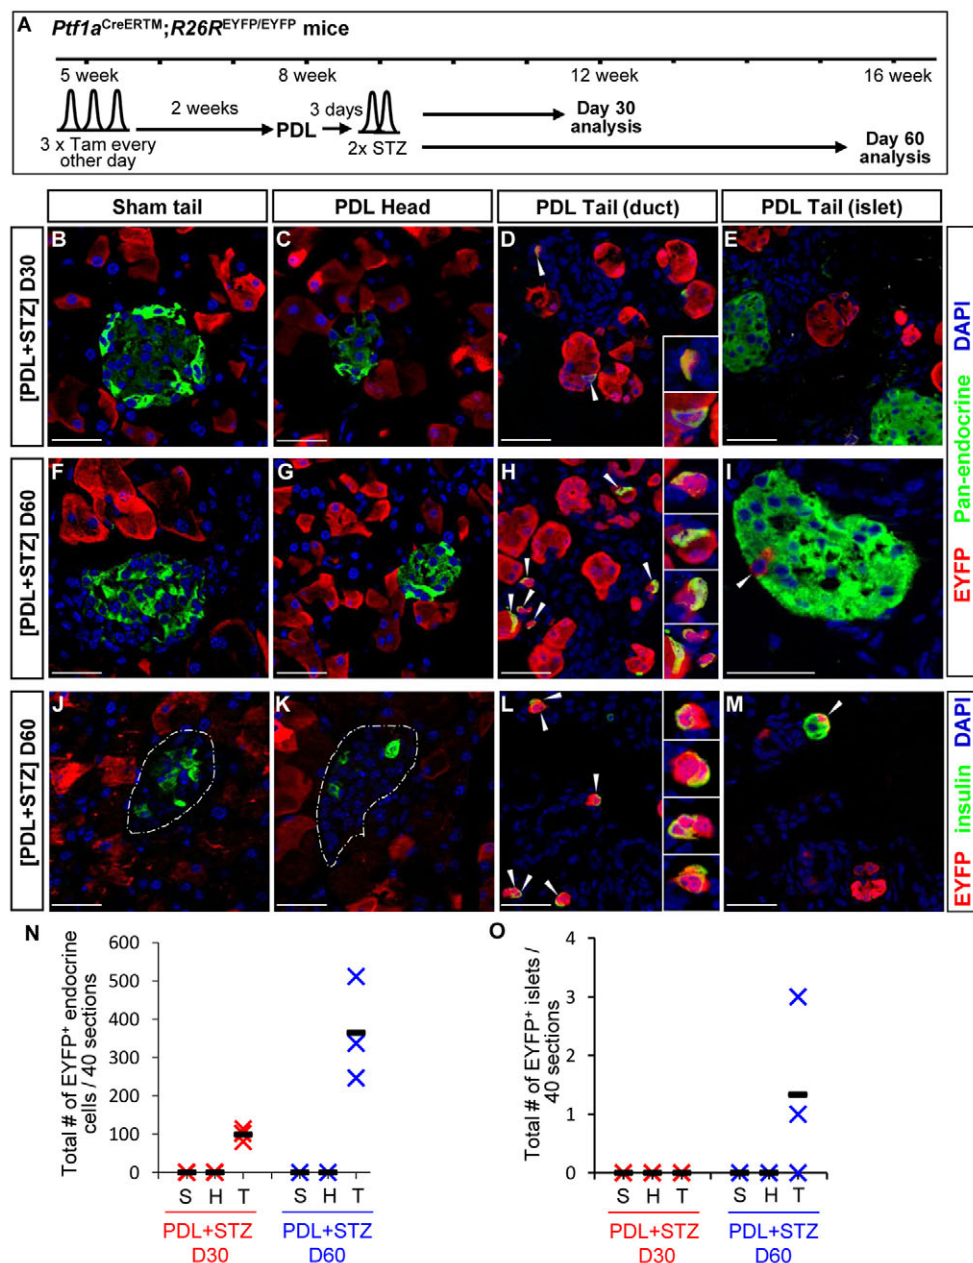 A Ptf1aCreERTM;R26REYFP/EYFP mice
5 week 8 week 12 week 16 week
2 weeks 3 days
PDL
3 x Tam every
other day
2x STZ
Day 30
analysis
Day 60
analysis
Sham tail PDL Head PDL Tail (duct) PDL Tail (islet)
[PDL+STZ] D30
B C D E
[PDL+STZ] D60
F G H I
EYFP Pan-endocrine DAPI
[PDL+STZ] D60
J K L M
EYFP insulin DAPI
N
Total # of EYFP+ endocrine
cells / 40 sections
600
500
400
300
200
100
0
S H T S H T
PDL+STZ PDL+STZ
D30 D60
O
Total # of EYFP+ islets /
40 sections
4
3
2
1
0
S H T S H T
PDL+STZ PDL+STZ
D30 D60